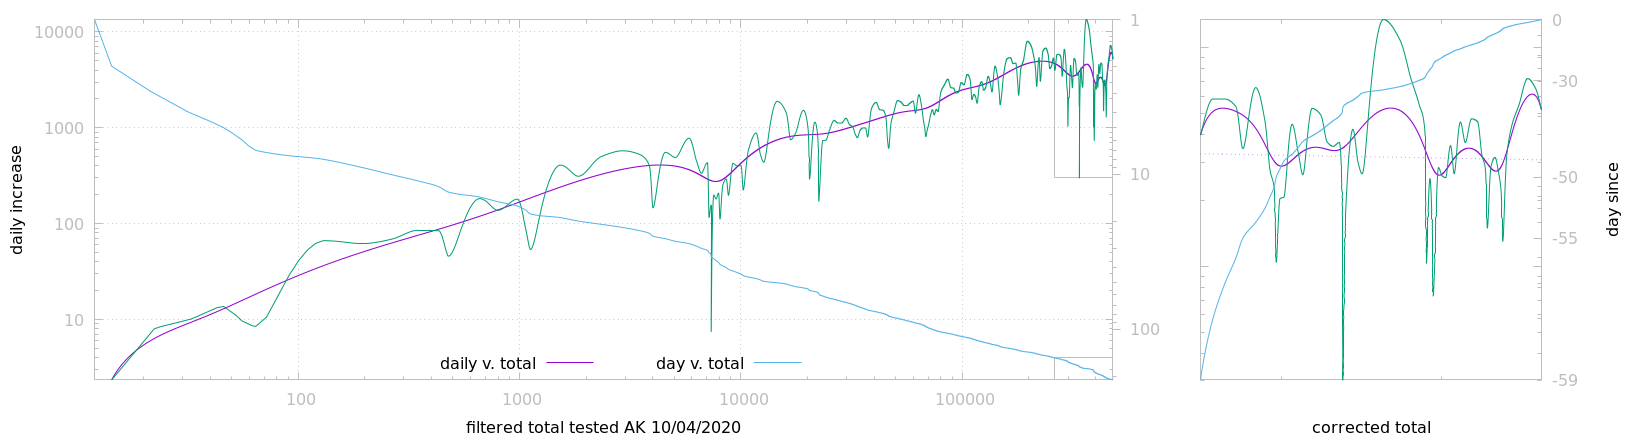 10000
1000
100
10
daily increase
100
1000
10000
100000
1
10
100
daily v. total
day v. total
filtered total tested AK 10/04/2020
0
-30
-50
-55
-59
day since
corrected total